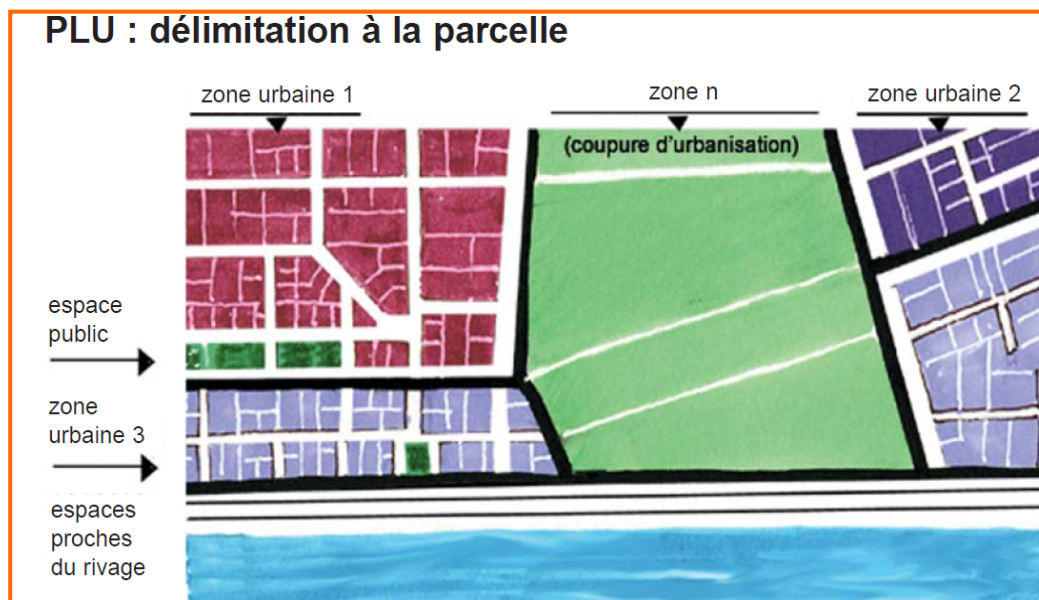 PLU : délimitation à la parcelle
zone urbaine 1
zone n
zone urbaine 2
(coupure d'urbanisation)
espace
public
zone
urbaine 3
espaces
proches
du rivage